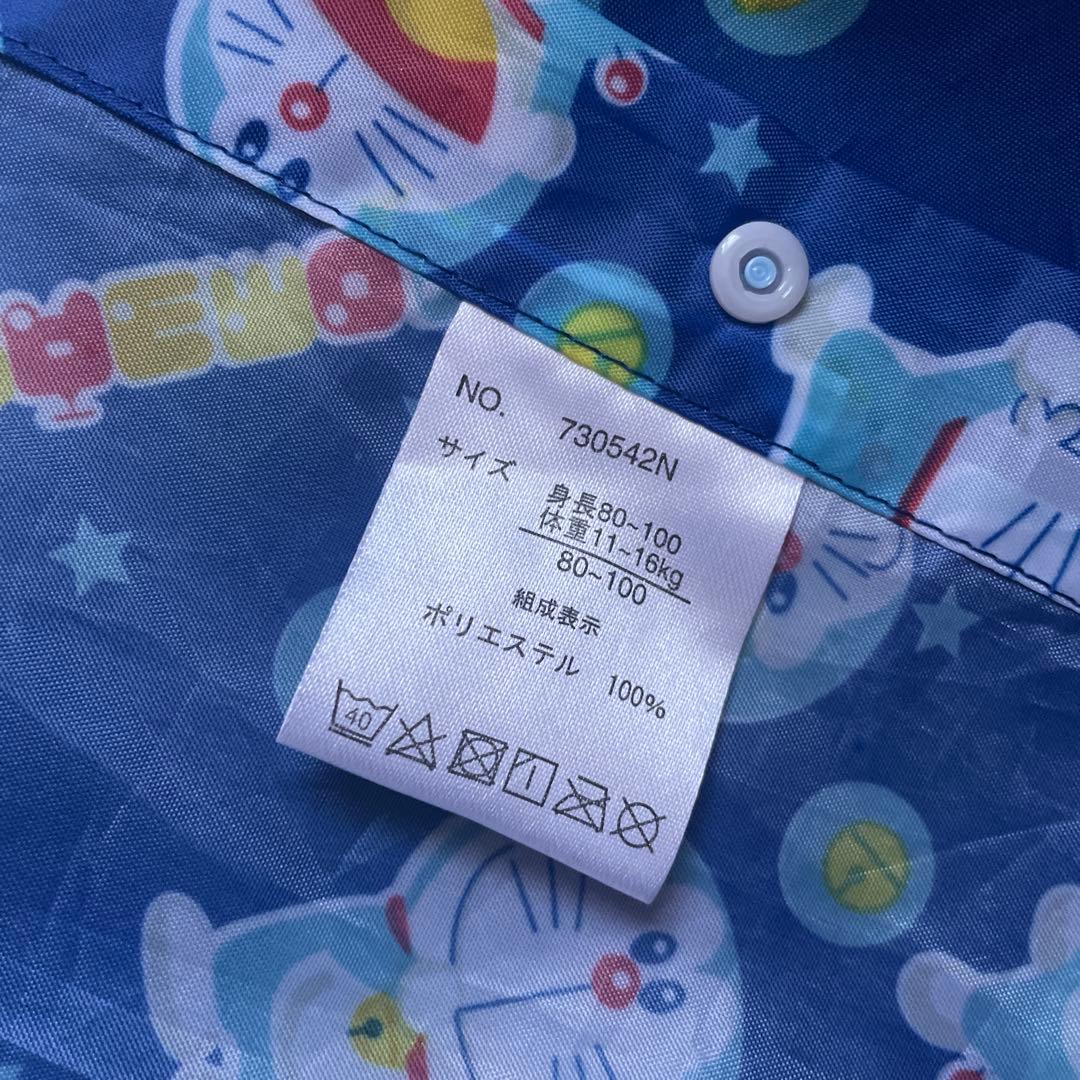 NO. 730542N
サイズ
身長80~100
体重11~16kg
80~100
組成表示
ポリエステル 100%
40